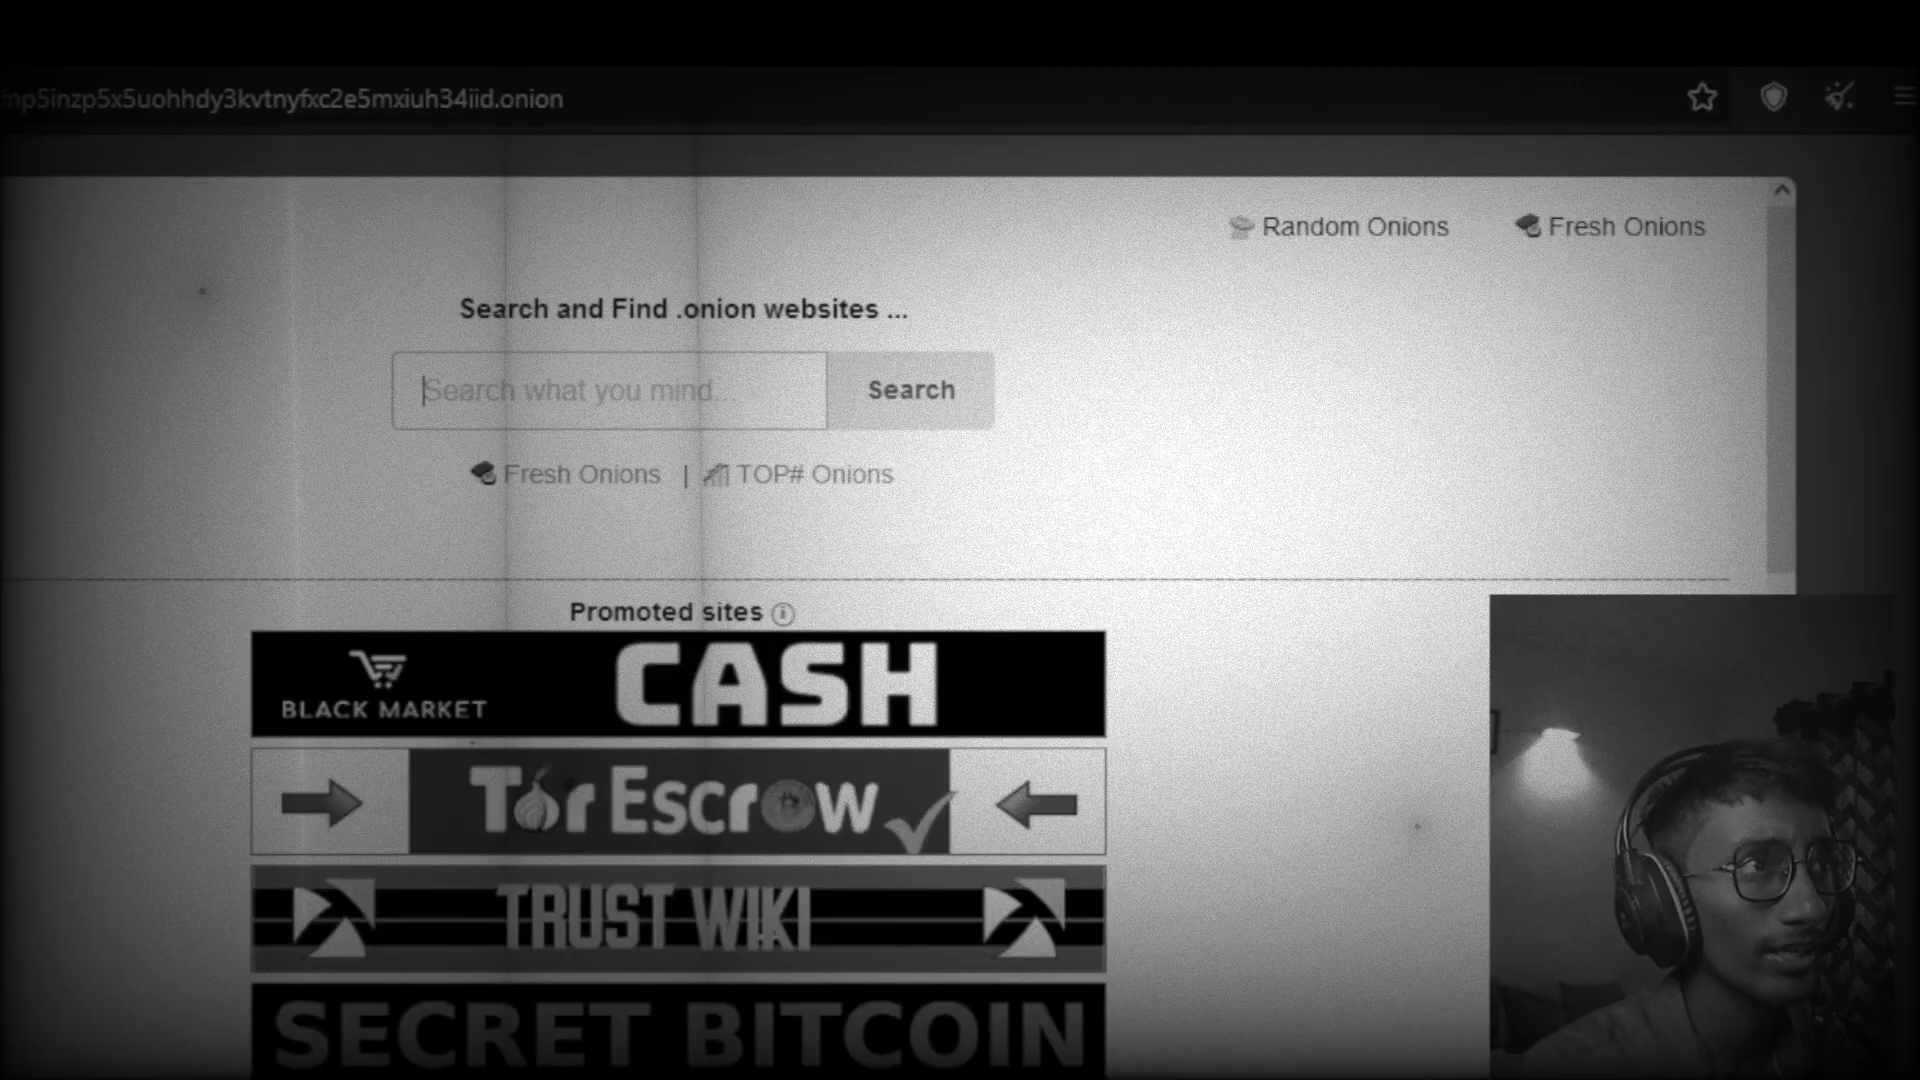 mp5inzp5x5uohhdy3kvtnyfxc2e5mxiuh34iid.onion
Random Onions Fresh Onions
Search and Find .onion websites ...
Search what you mind... Search
Fresh Onions | TOP# Onions
Promoted sites
BLACK MARKET CASH
Tor Escrow
TRUST WIKI
SECRET BITCOIN